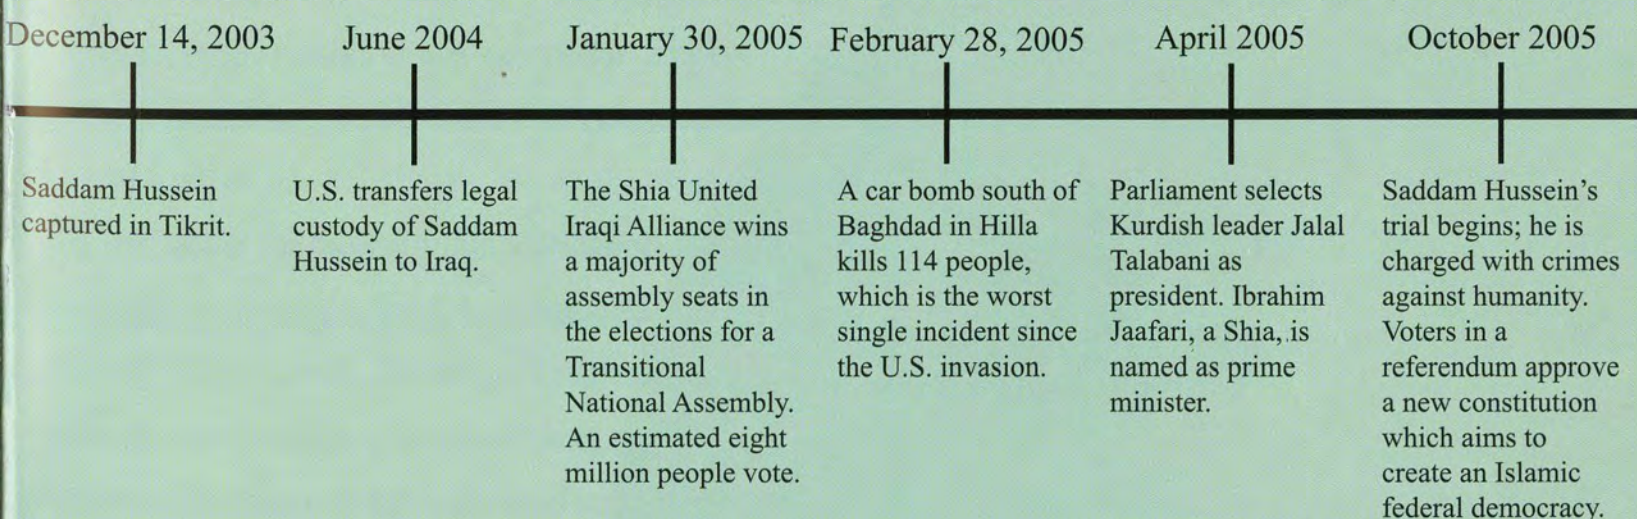 December 14, 2003
June 2004
January 30, 2005
February 28, 2005
April 2005
October 2005
Saddam Hussein
captured in Tikrit.
U.S. transfers legal
custody of Saddam
Hussein to Iraq.
The Shia United
Iraqi Alliance wins
a majority of
assembly seats in
the elections for a
Transitional
National Assembly.
An estimated eight
million people vote.
A car bomb south of
Baghdad in Hilla
kills 114 people,
which is the worst
single incident since
the U.S. invasion.
Parliament selects
Kurdish leader Jalal
Talabani as
president. Ibrahim
Jaafari, a Shia, is
named as prime
minister.
Saddam Hussein's
trial begins; he is
charged with crimes
against humanity.
Voters in a
referendum approve
a new constitution
which aims to
create an Islamic
federal democracy.